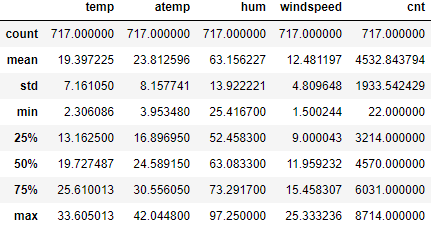 temp atemp hum windspeed cnt
count 717.000000 717.000000 717.000000 717.000000 717.000000
mean 19.397225 23.812596 63.156227 12.481197 4532.843794
std 7.161050 8.157741 13.922221 4.809648 1933.542429
min 2.306086 3.953480 25.416700 1.500244 22.000000
25% 13.162500 16.896950 52.458300 9.000043 3214.000000
50% 19.727487 24.589150 63.083300 11.959232 4570.000000
75% 25.610013 30.556050 73.291700 15.458307 6031.000000
max 33.605013 42.044800 97.250000 25.333236 8714.000000